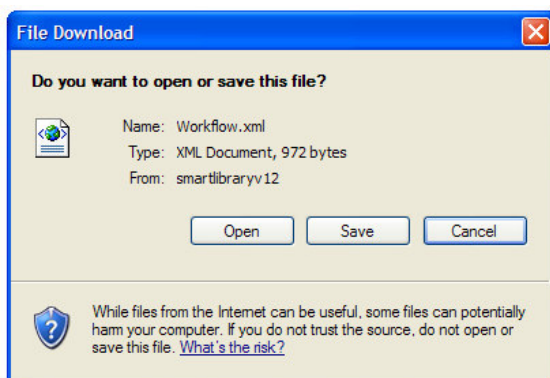 File Download
Do you want to open or save this file?
Name: Workflow.xml
Type: XML Document, 972 bytes
From: smartlibraryv12
Open Save Cancel
While files from the Internet can be useful, some files can potentially
harm your computer. If you do not trust the source, do not open or
save this file. What's the risk?